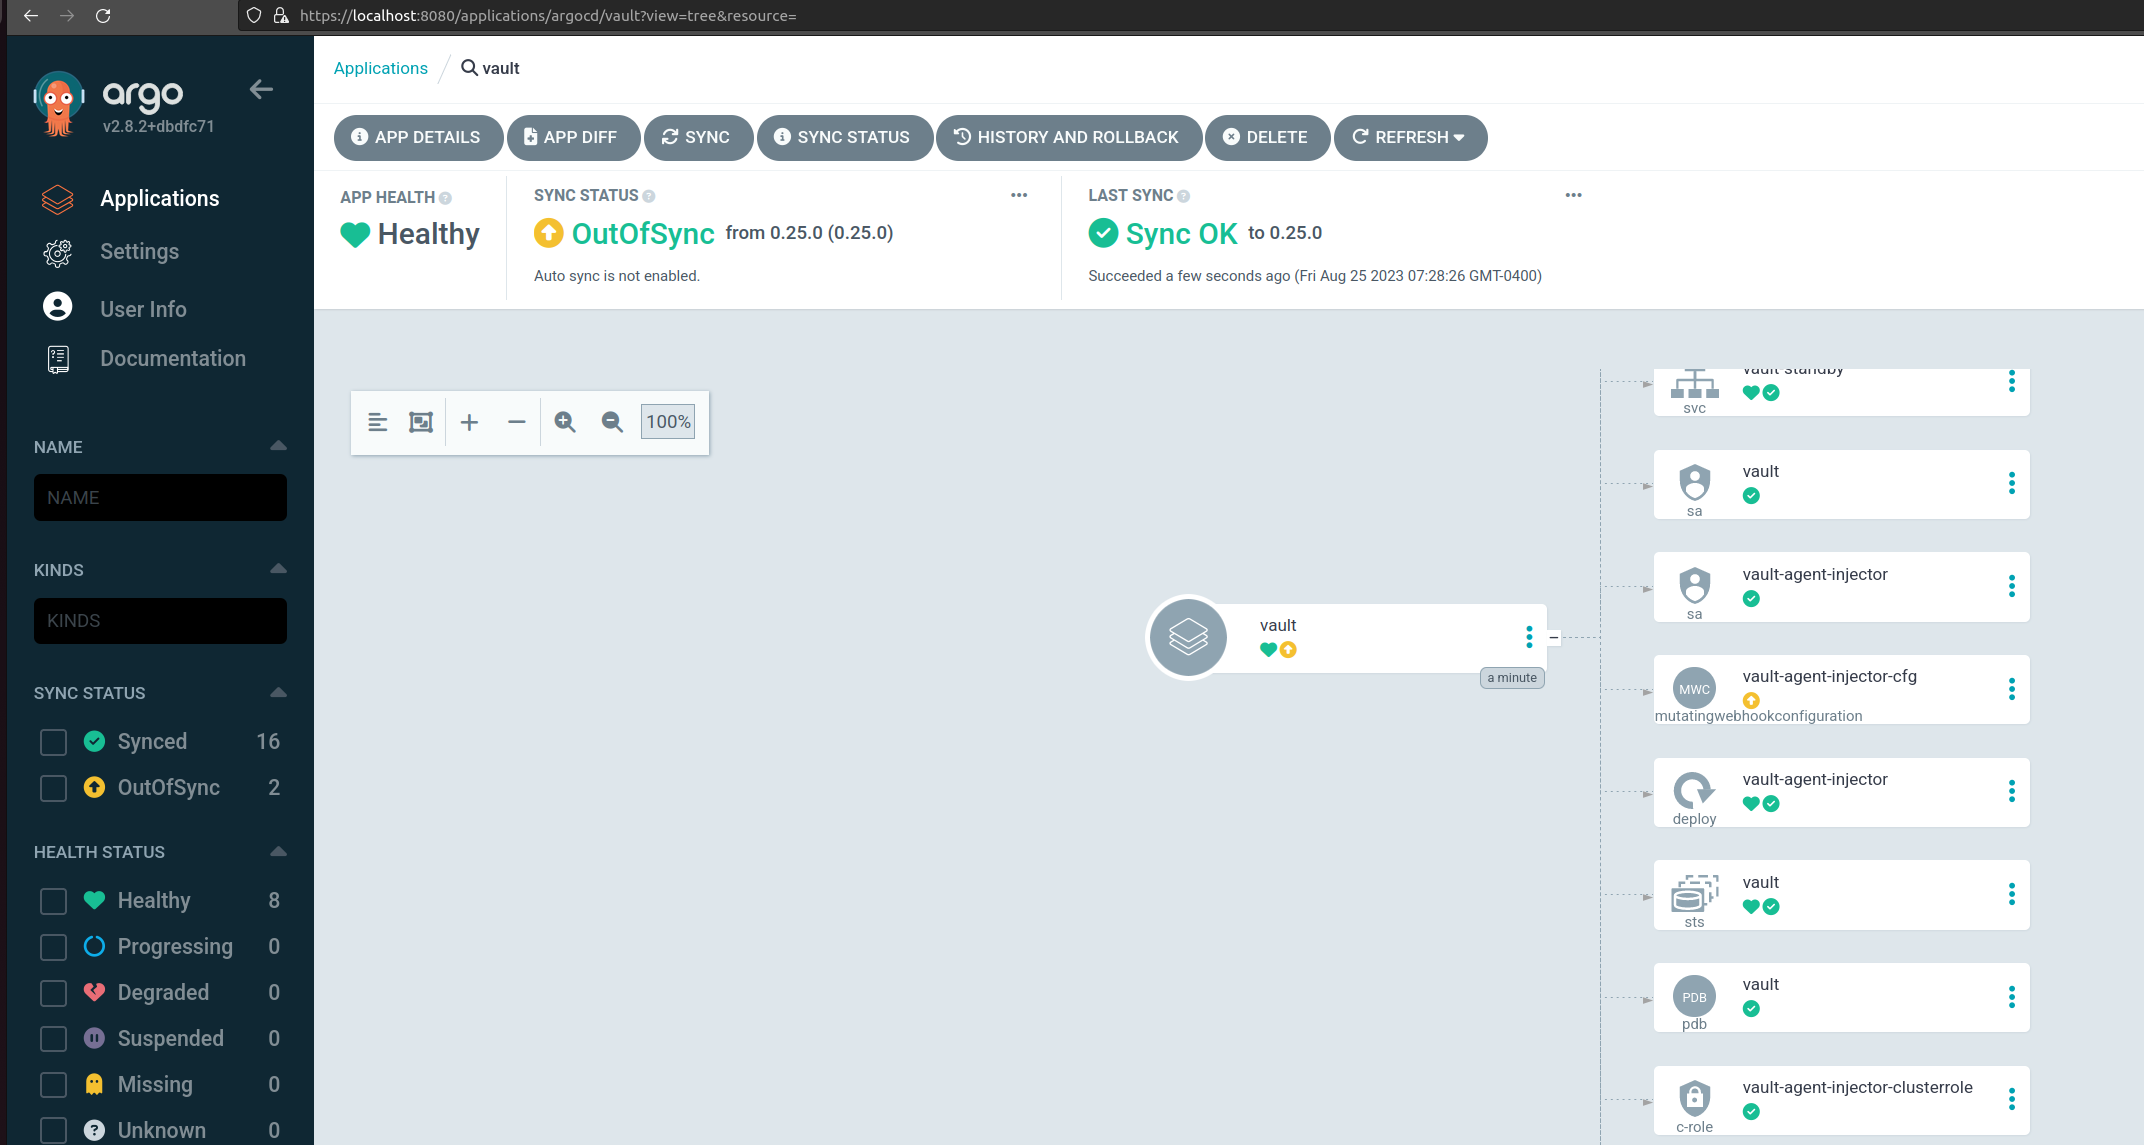 https://localhost:8080/applications/argocd/vault?view=tree&resource=
argo
v2.8.2+dbdfc71
Applications
Settings
User Info
Documentation
NAME
NAME
KINDS
KINDS
SYNC STATUS
Synced 16
OutOfSync 2
HEALTH STATUS
Healthy 8
Progressing 0
Degraded 0
Suspended 0
Missing 0
Unknown 0
Applications / vault
APP DETAILS APP DIFF SYNC SYNC STATUS HISTORY AND ROLLBACK DELETE REFRESH
APP HEALTH
Healthy
SYNC STATUS
OutOfSync from 0.25.0 (0.25.0)
Auto sync is not enabled.
LAST SYNC
Sync OK to 0.25.0
Succeeded a few seconds ago (Fri Aug 25 2023 07:28:26 GMT-0400)
100%
vault
a minute
vault-standby
svc
vault
sa
vault-agent-injector
sa
vault-agent-injector-cfg
MWC
mutatingwebhookconfiguration
vault-agent-injector
deploy
vault
sts
vault
PDB
pdb
vault-agent-injector-clusterrole
c-role